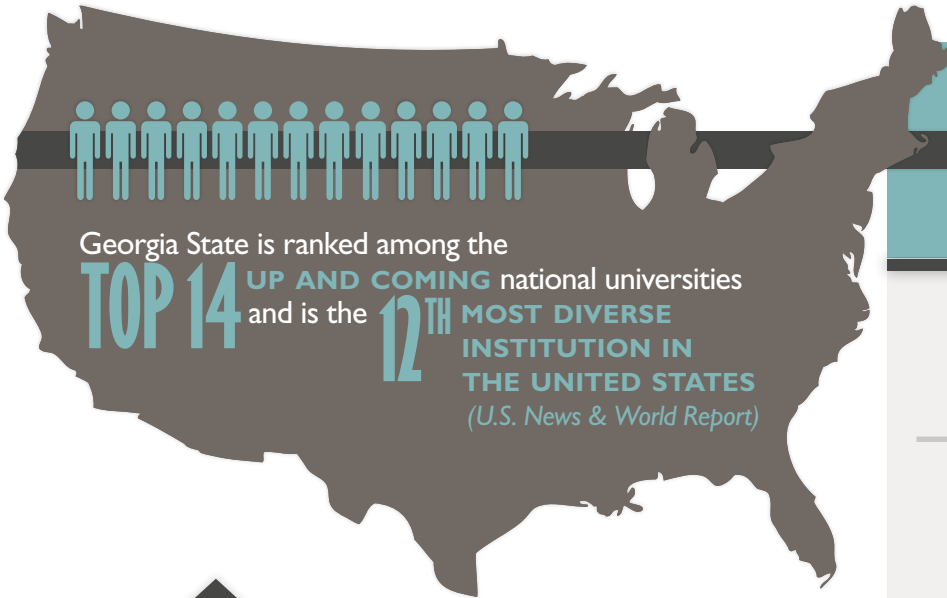 Georgia State is ranked among the
TOP 14 UP AND COMING national universities
and is the 12TH MOST DIVERSE
INSTITUTION IN
THE UNITED STATES
(U.S. News & World Report)